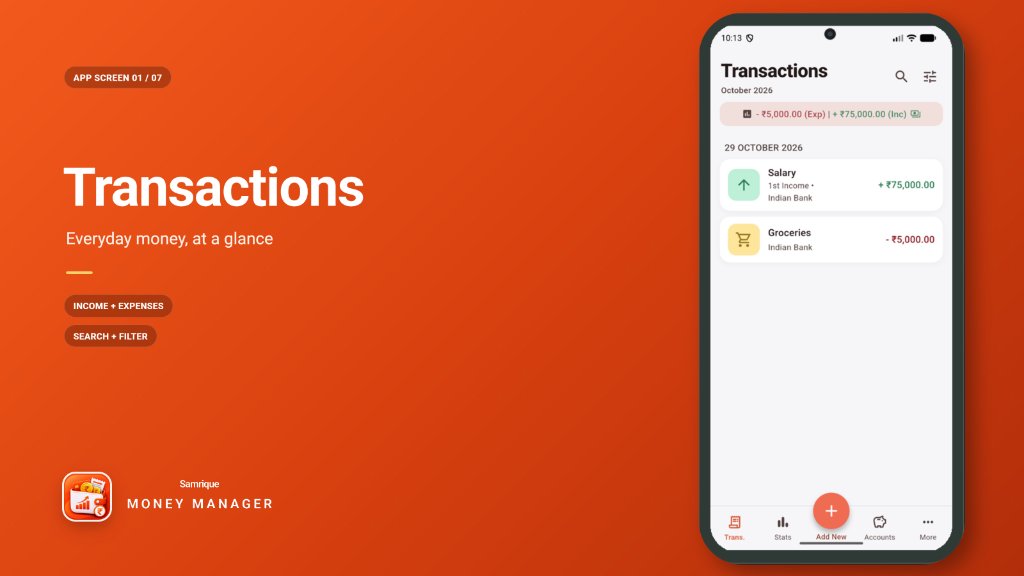 APP SCREEN 01 / 07
Transactions
Everyday money, at a glance
INCOME + EXPENSES
SEARCH + FILTER
Samrique
MONEY MANAGER
10:13
Transactions
October 2026
- ₹5,000.00 (Exp) | + ₹75,000.00 (Inc)
29 OCTOBER 2026
Salary
1st Income •
Indian Bank
+ ₹75,000.00
Groceries
Indian Bank
- ₹5,000.00
Trans.
Stats
Add New
Accounts
More